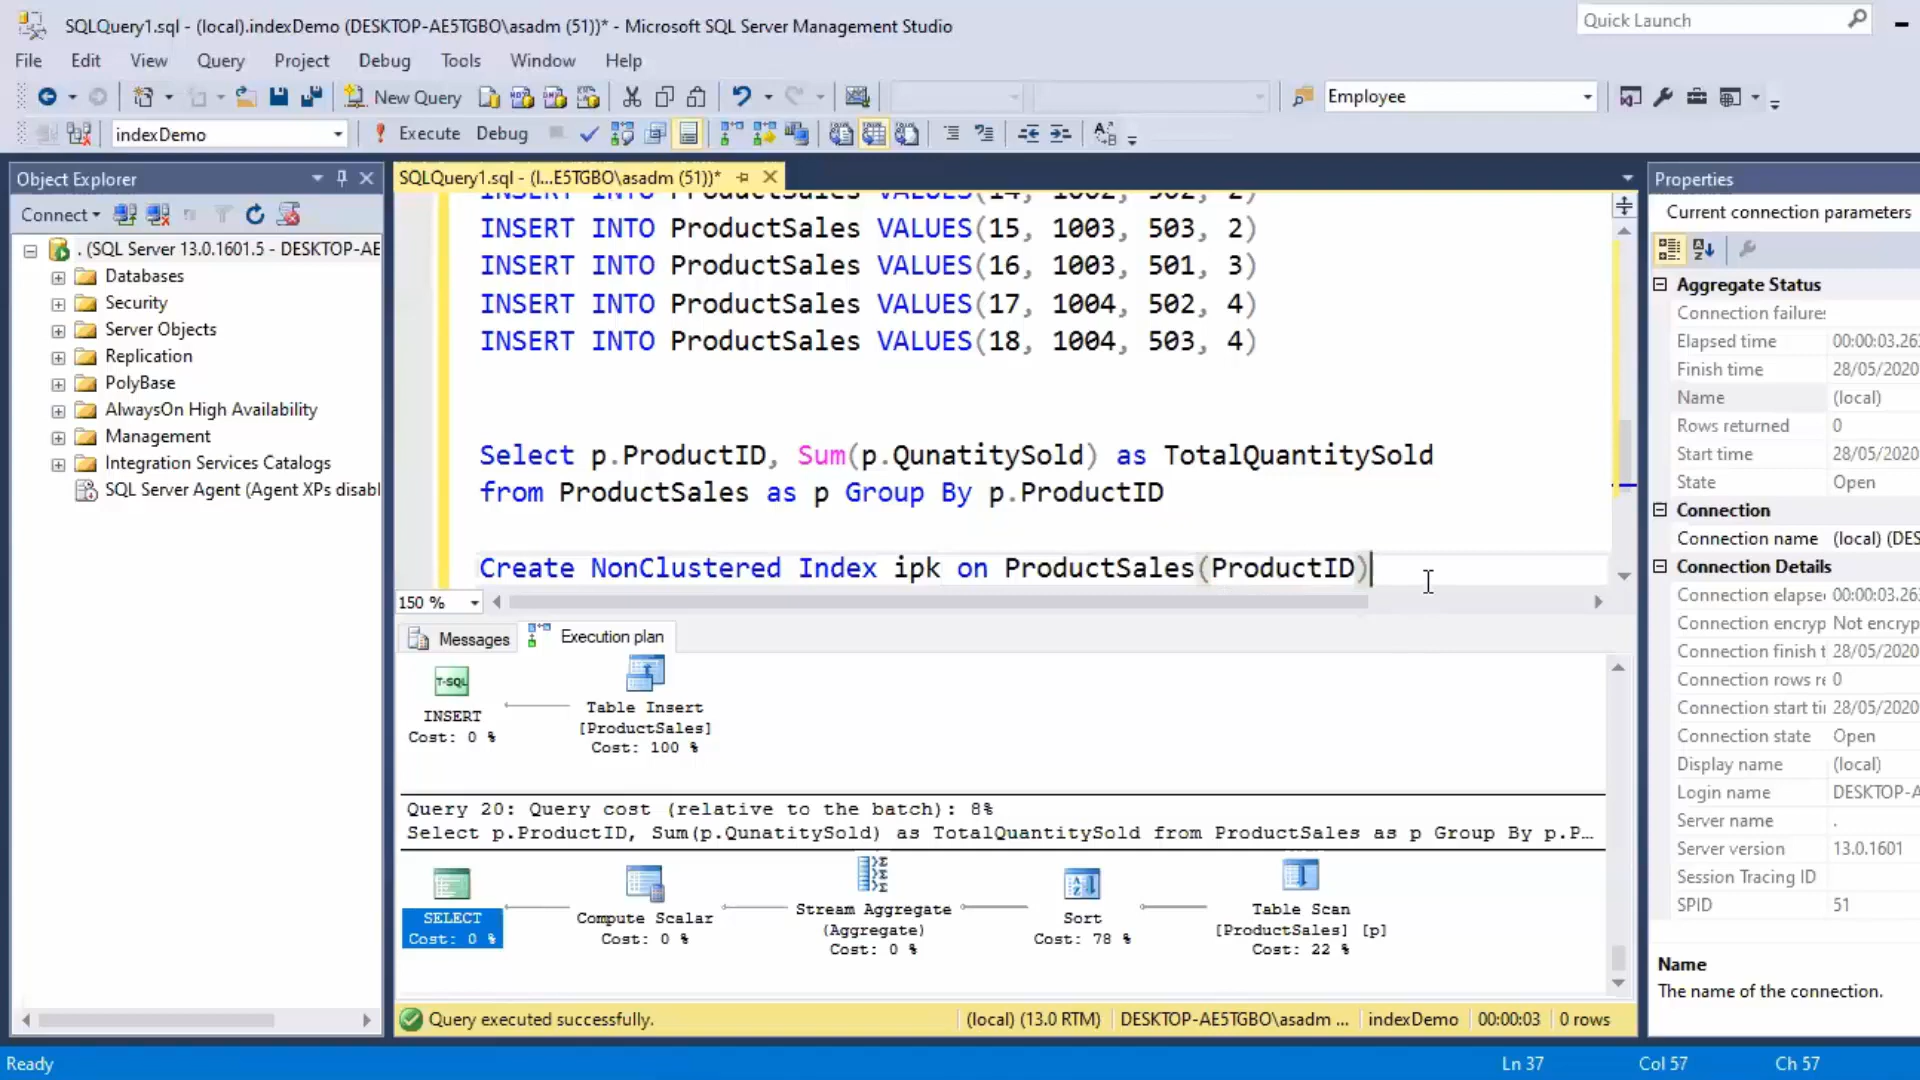 SQLQuery1.sql - (local).indexDemo (DESKTOP-AE5TGBO\asadm (51))* - Microsoft SQL Server Management Studio
Quick Launch
File Edit View Query Project Debug Tools Window Help
New Query
Employee
indexDemo
Execute Debug
Object Explorer
Connect
. (SQL Server 13.0.1601.5 - DESKTOP-AE
Databases
Security
Server Objects
Replication
PolyBase
AlwaysOn High Availability
Management
Integration Services Catalogs
SQL Server Agent (Agent XPs disabl
SQLQuery1.sql - (l...E5TGBO\asadm (51))*
INSERT INTO ProductSales VALUES(14, 1002, 502, 2)
INSERT INTO ProductSales VALUES(15, 1003, 503, 2)
INSERT INTO ProductSales VALUES(16, 1003, 501, 3)
INSERT INTO ProductSales VALUES(17, 1004, 502, 4)
INSERT INTO ProductSales VALUES(18, 1004, 503, 4)
Select p.ProductID, Sum(p.QunatitySold) as TotalQuantitySold
from ProductSales as p Group By p.ProductID
Create NonClustered Index ipk on ProductSales(ProductID)
150 %
Messages Execution plan
T-SQL
INSERT
Cost: 0 %
Table Insert
[ProductSales]
Cost: 100 %
Query 20: Query cost (relative to the batch): 8%
Select p.ProductID, Sum(p.QunatitySold) as TotalQuantitySold from ProductSales as p Group By p.P...
SELECT
Cost: 0 %
Compute Scalar
Cost: 0 %
Stream Aggregate
(Aggregate)
Cost: 0 %
Sort
Cost: 78 %
Table Scan
[ProductSales] [p]
Cost: 22 %
Query executed successfully.
(local) (13.0 RTM) DESKTOP-AE5TGBO\asadm ... indexDemo 00:00:03 0 rows
Properties
Current connection parameters
Aggregate Status
Connection failures
Elapsed time 00:00:03.263
Finish time 28/05/2020
Name (local)
Rows returned 0
Start time 28/05/2020
State Open
Connection
Connection name (local) (DES
Connection Details
Connection elapse 00:00:03.263
Connection encryp Not encryp
Connection finish t 28/05/2020
Connection rows re 0
Connection start ti 28/05/2020
Connection state Open
Display name (local)
Login name DESKTOP-A
Server name .
Server version 13.0.1601
Session Tracing ID
SPID 51
Name
The name of the connection.
Ready
Ln 37 Col 57 Ch 57